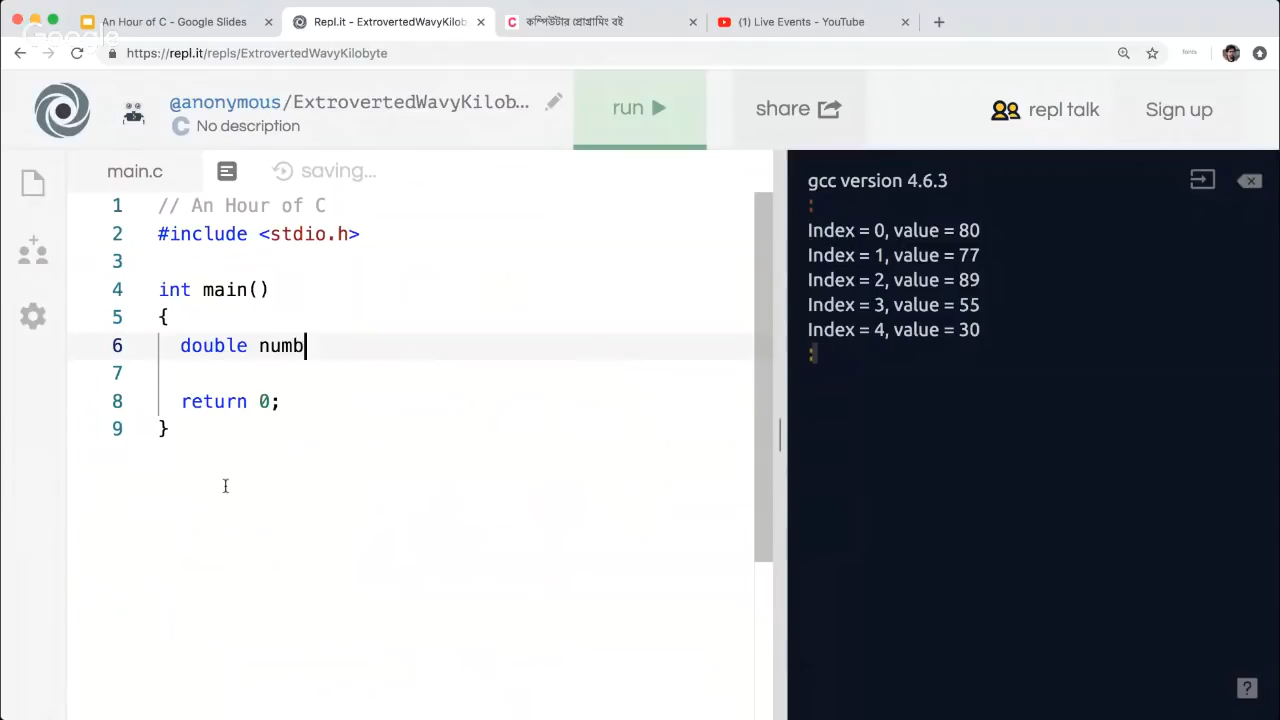 An Hour of C - Google Slides
Repl.it - ExtrovertedWavyKilob
কম্পিউটার প্রোগ্রামিং বই
(1) Live Events - YouTube
Google
https://repl.it/repls/ExtrovertedWavyKilobyte
fonts
@anonymous/ExtrovertedWavyKilob...
No description
run
share
repl talk
Sign up
main.c
saving...
1 // An Hour of C
2 #include <stdio.h>
3
4 int main()
5 {
6 double numb
7
8 return 0;
9 }
gcc version 4.6.3
:
Index = 0, value = 80
Index = 1, value = 77
Index = 2, value = 89
Index = 3, value = 55
Index = 4, value = 30
:
?